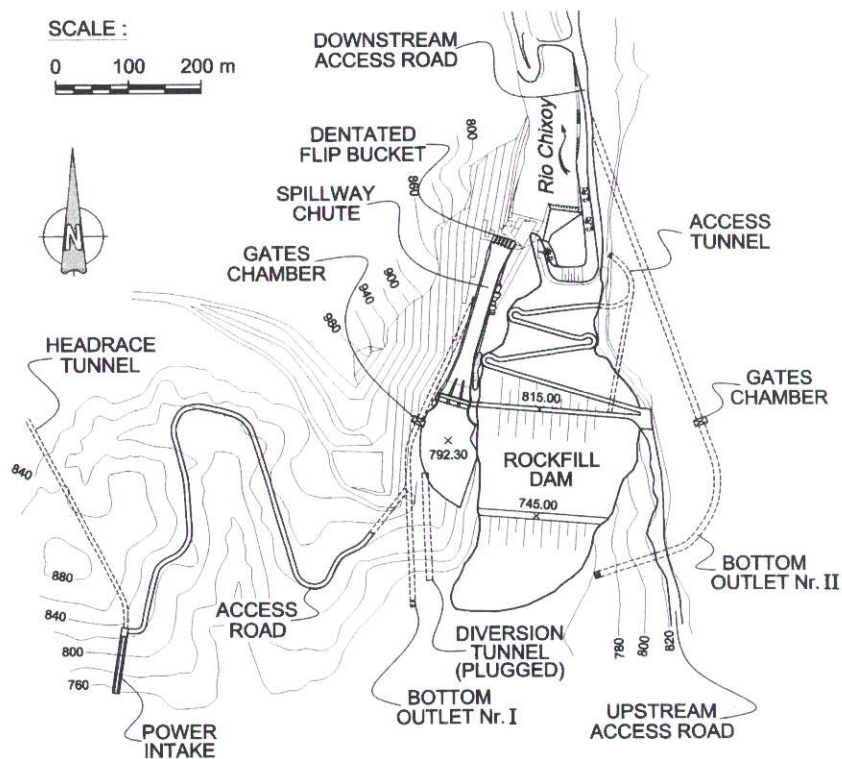 SCALE :
0 100 200 m
N
DOWNSTREAM
ACCESS ROAD
DENTATED
FLIP BUCKET
SPILLWAY
CHUTE
GATES
CHAMBER
HEADRACE
TUNNEL
Rio Chixoy
ACCESS
TUNNEL
GATES
CHAMBER
800
860
900
940
980
840
815.00
792.30
ROCKFILL
DAM
745.00
880
840
800
760
ACCESS
ROAD
POWER
INTAKE
DIVERSION
TUNNEL
(PLUGGED)
BOTTOM
OUTLET Nr. I
BOTTOM
OUTLET Nr. II
780
800
820
UPSTREAM
ACCESS ROAD